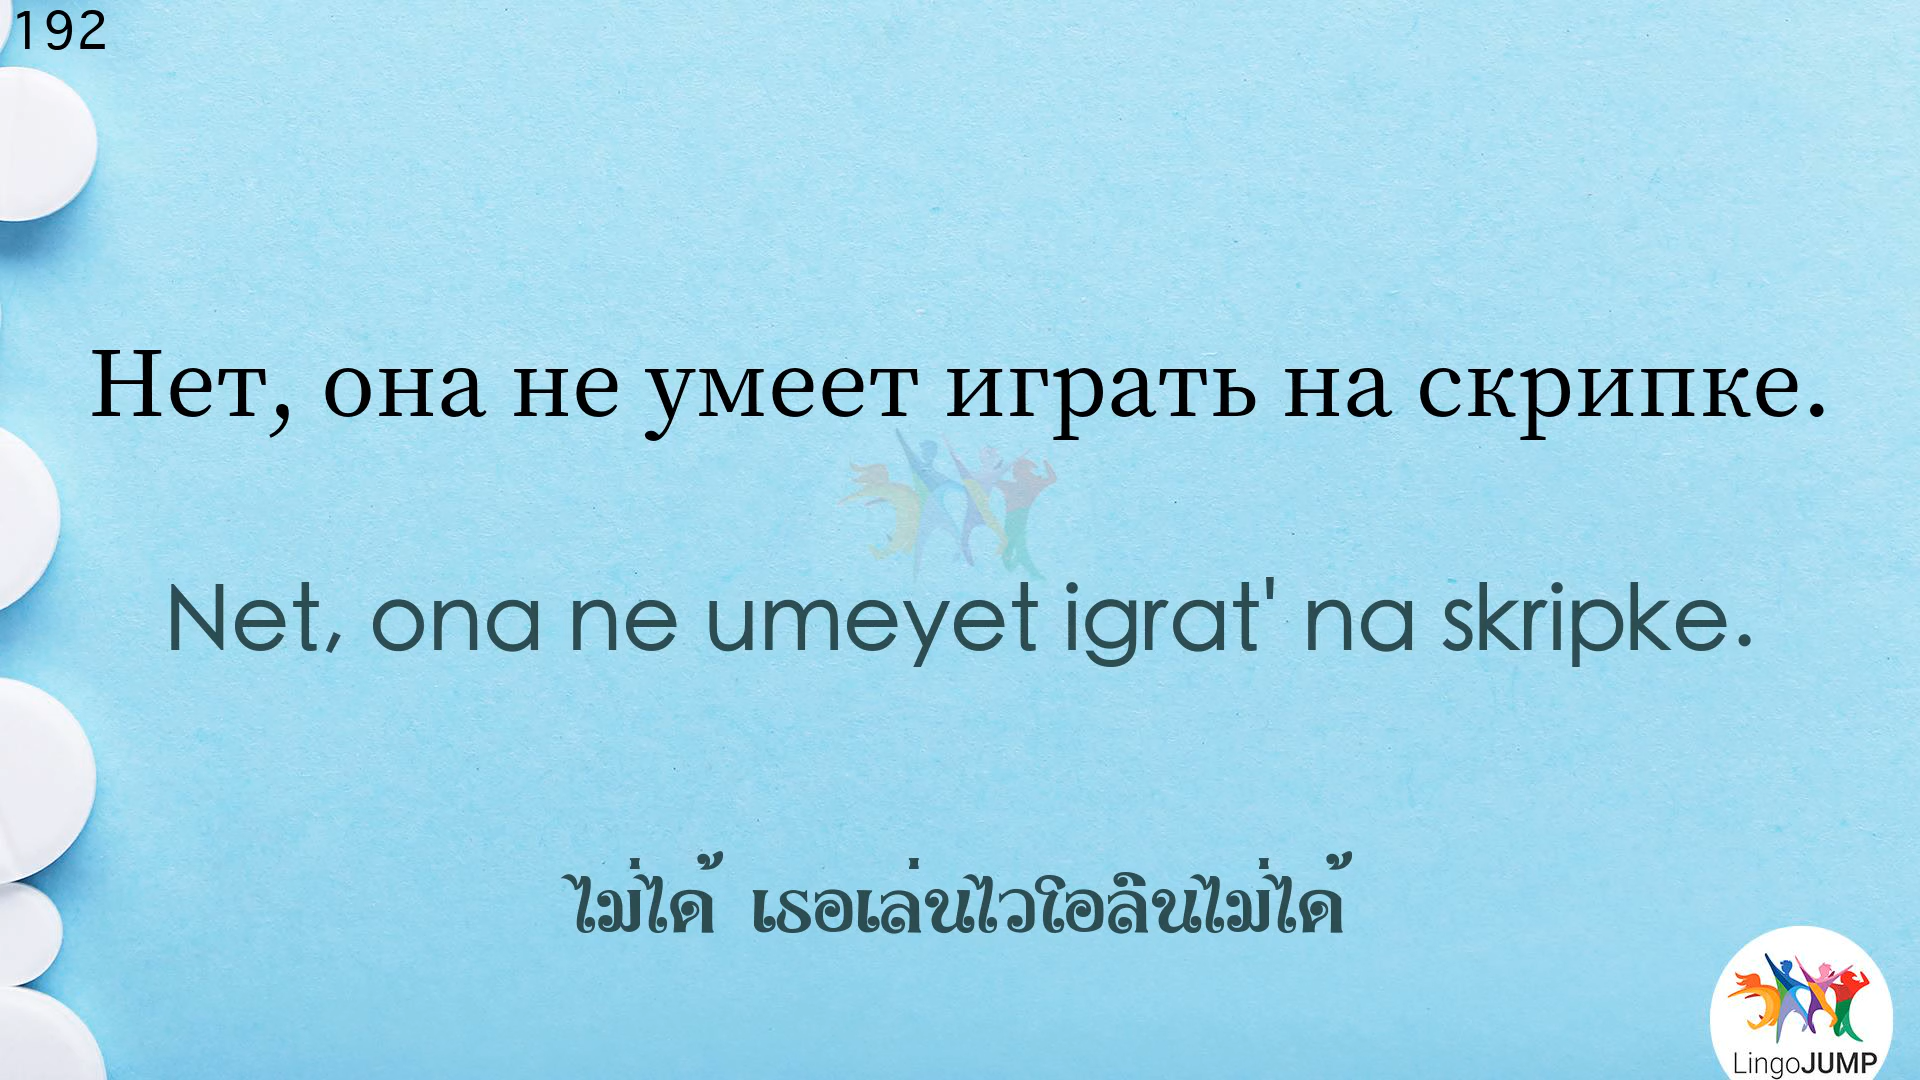 192
Нет, она не умеет играть на скрипке.
Net, ona ne umeyet igrat' na skripke.
ไม่ได้ เธอเล่นไวโอลินไม่ได้
LingoJUMP